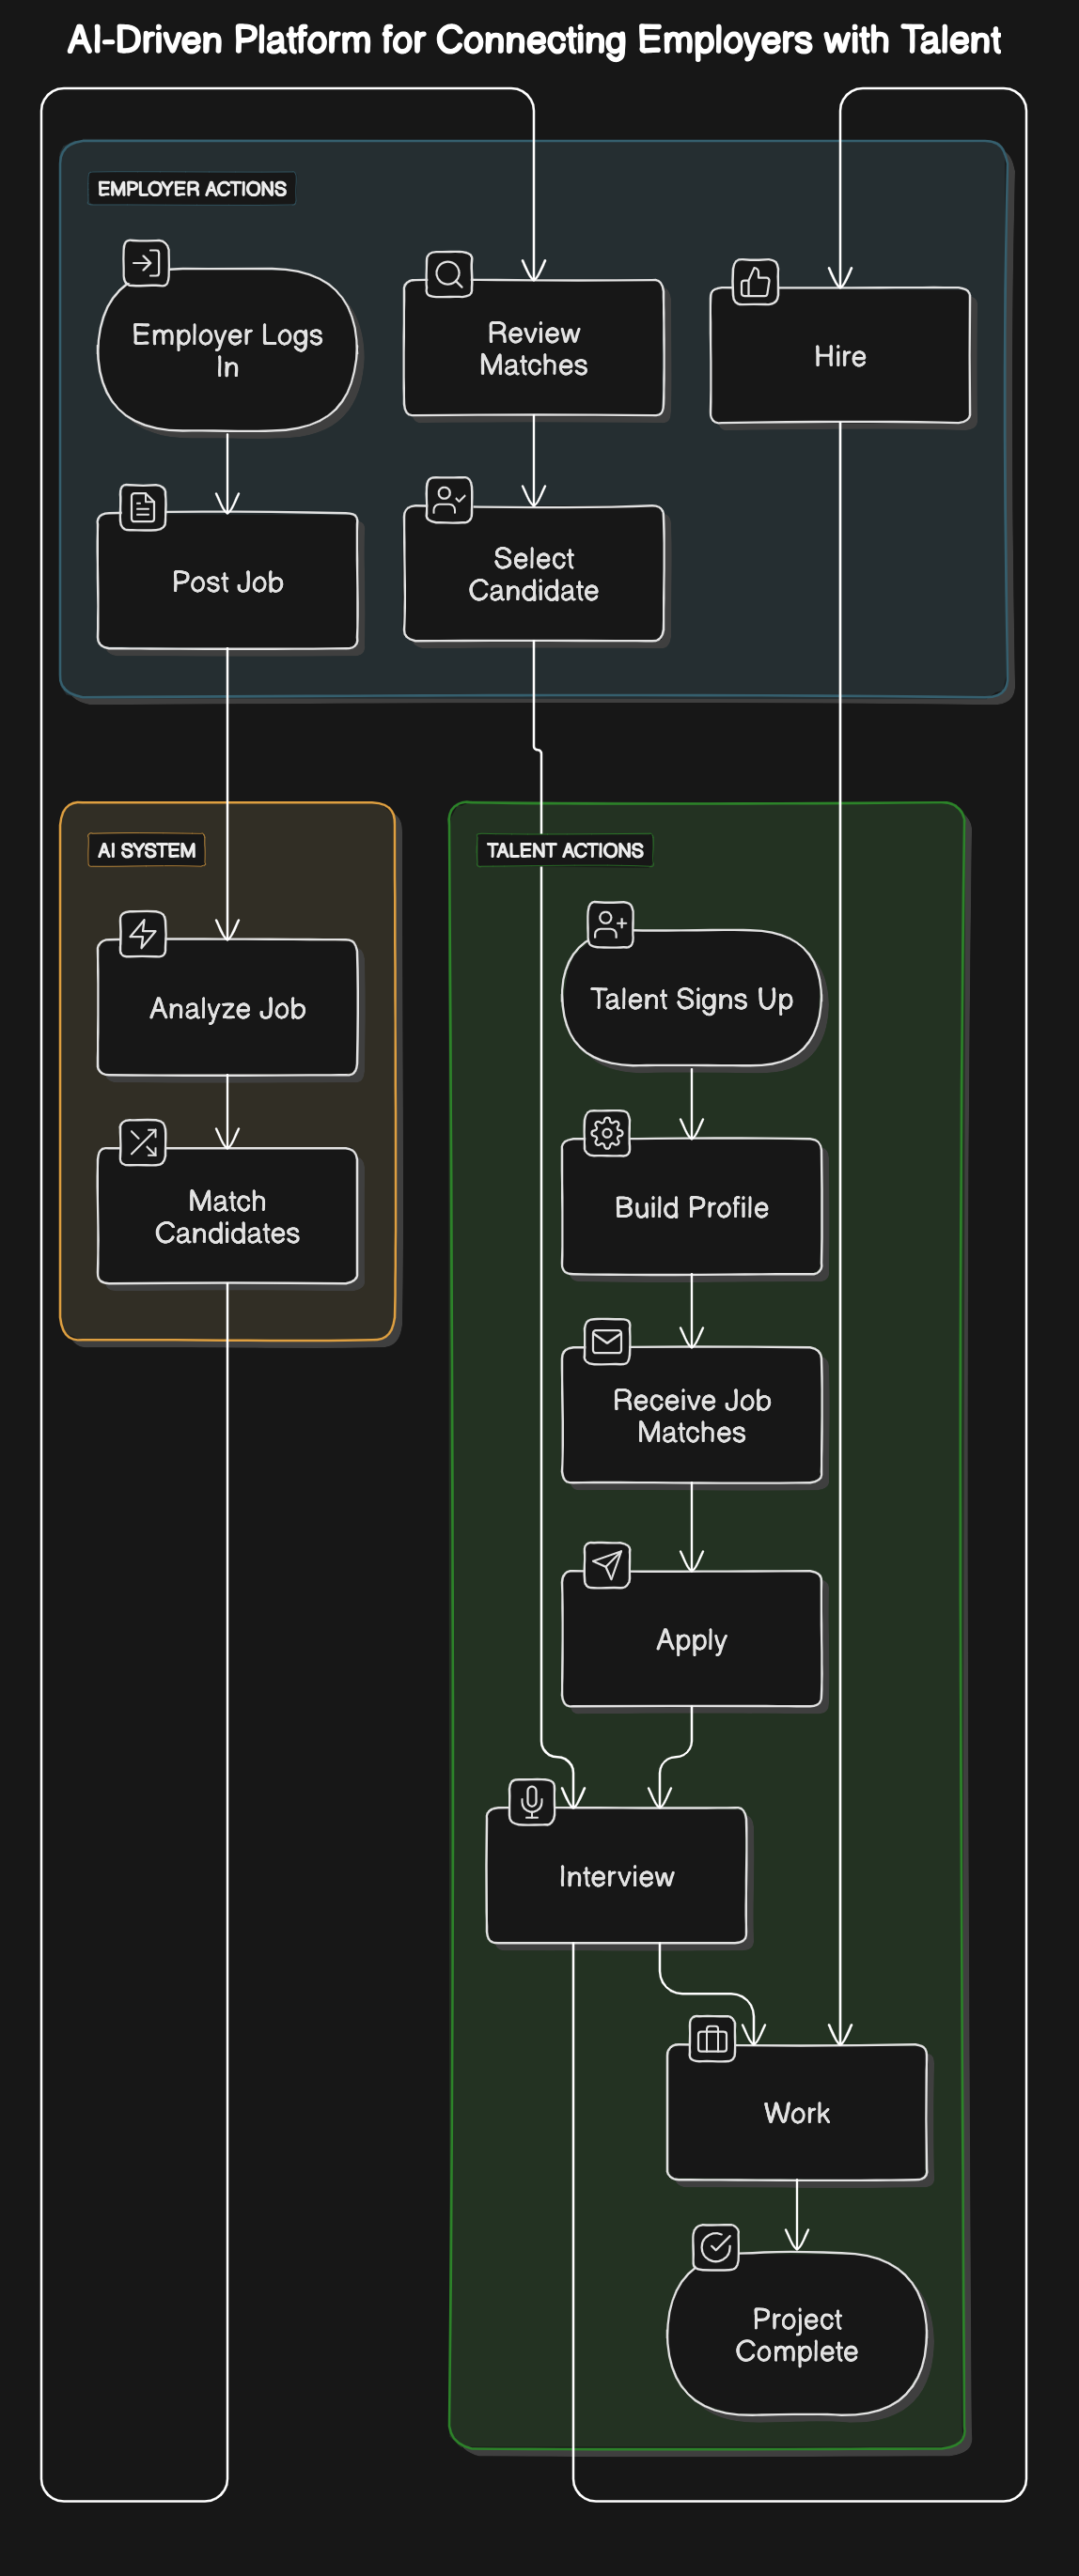 AI-Driven Platform for Connecting Employers with Talent
EMPLOYER ACTIONS
Employer Logs
In
Review
Matches
Hire
Post Job
Select
Candidate
AI SYSTEM
Analyze Job
Match
Candidates
TALENT ACTIONS
Talent Signs Up
Build Profile
Receive Job
Matches
Apply
Interview
Work
Project
Complete